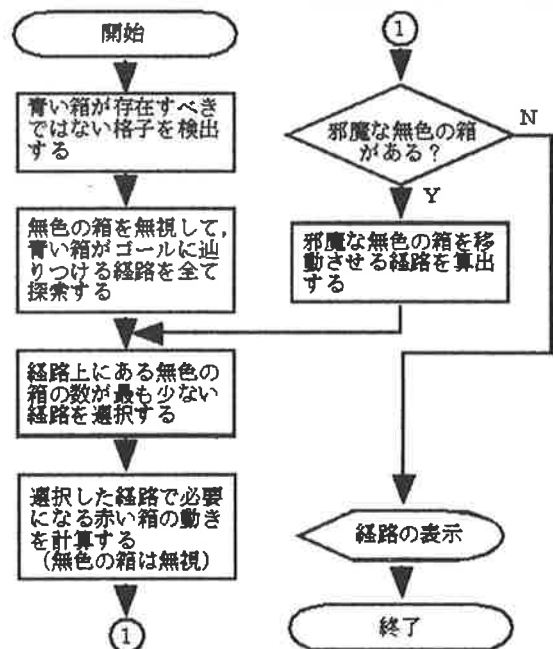 開始
青い箱が存在すべき
ではない格子を検出
する
無色の箱を無視して,
青い箱がゴールに辿
りつける経路を全て
探索する
経路上にある無色の
箱の数が最も少ない
経路を選択する
選択した経路で必要
になる赤い箱の動き
を計算する
(無色の箱は無視)
1
1
邪魔な無色の箱
がある?
N
Y
邪魔な無色の箱を移
動させる経路を算出
する
経路の表示
終了